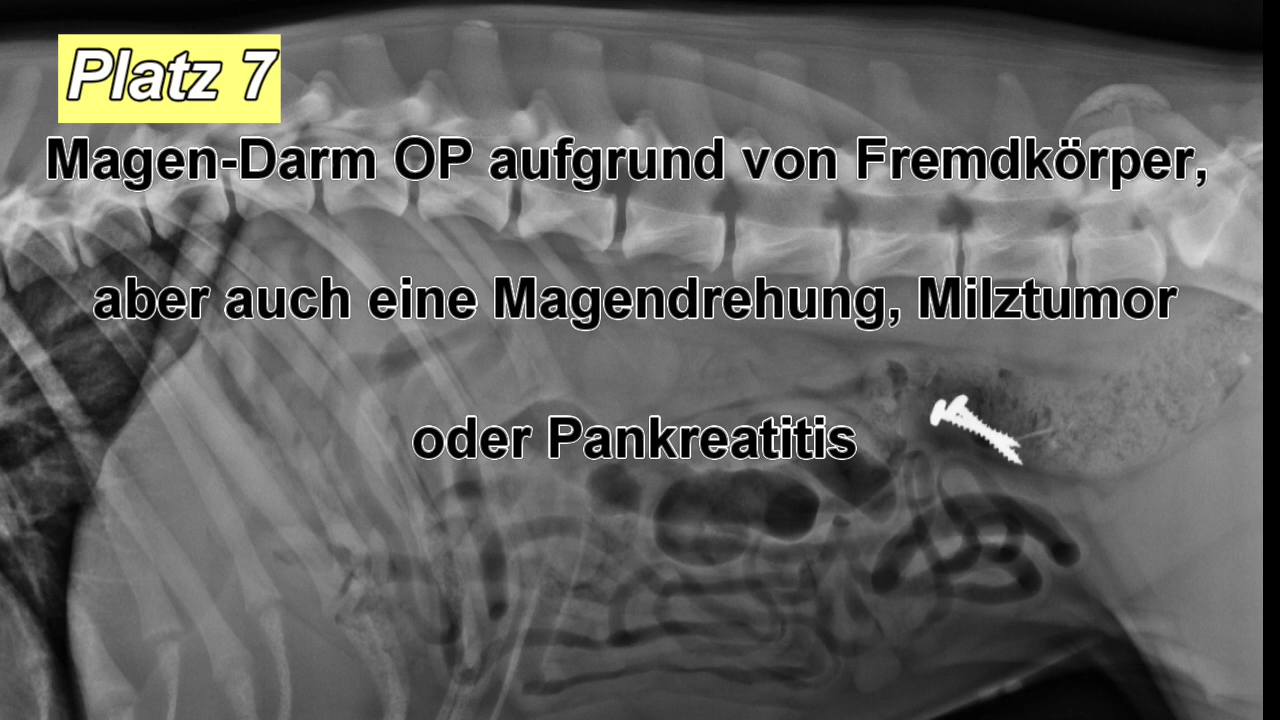 Platz 7
Magen-Darm OP aufgrund von Fremdkörper,
aber auch eine Magendrehung, Milztumor
oder Pankreatitis